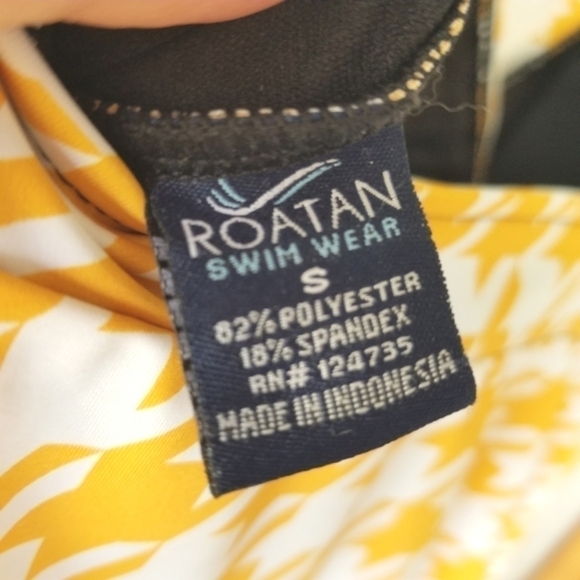 ROATAN
SWIM WEAR
S
82% POLYESTER
18% SPANDEX
RN# 124735
MADE IN INDONESIA